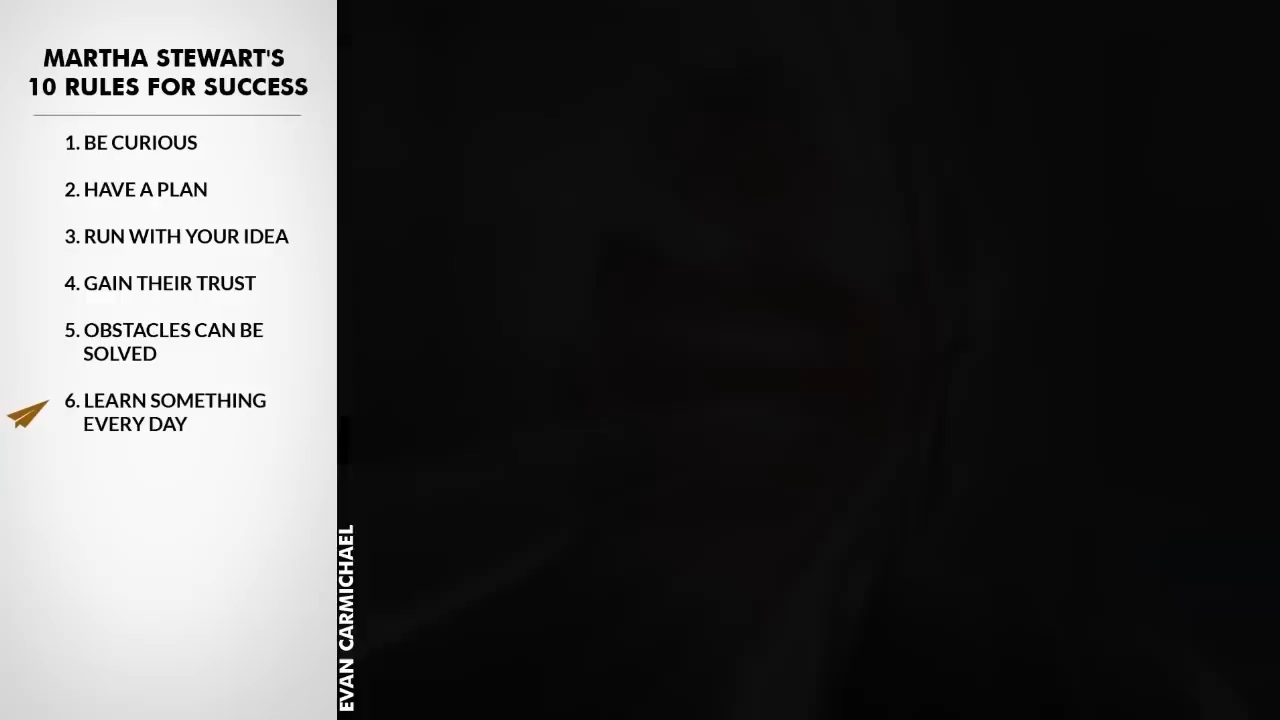 MARTHA STEWART'S
10 RULES FOR SUCCESS
1. BE CURIOUS
2. HAVE A PLAN
3. RUN WITH YOUR IDEA
4. GAIN THEIR TRUST
5. OBSTACLES CAN BE
SOLVED
6. LEARN SOMETHING
EVERY DAY
EVAN CARMICHAEL